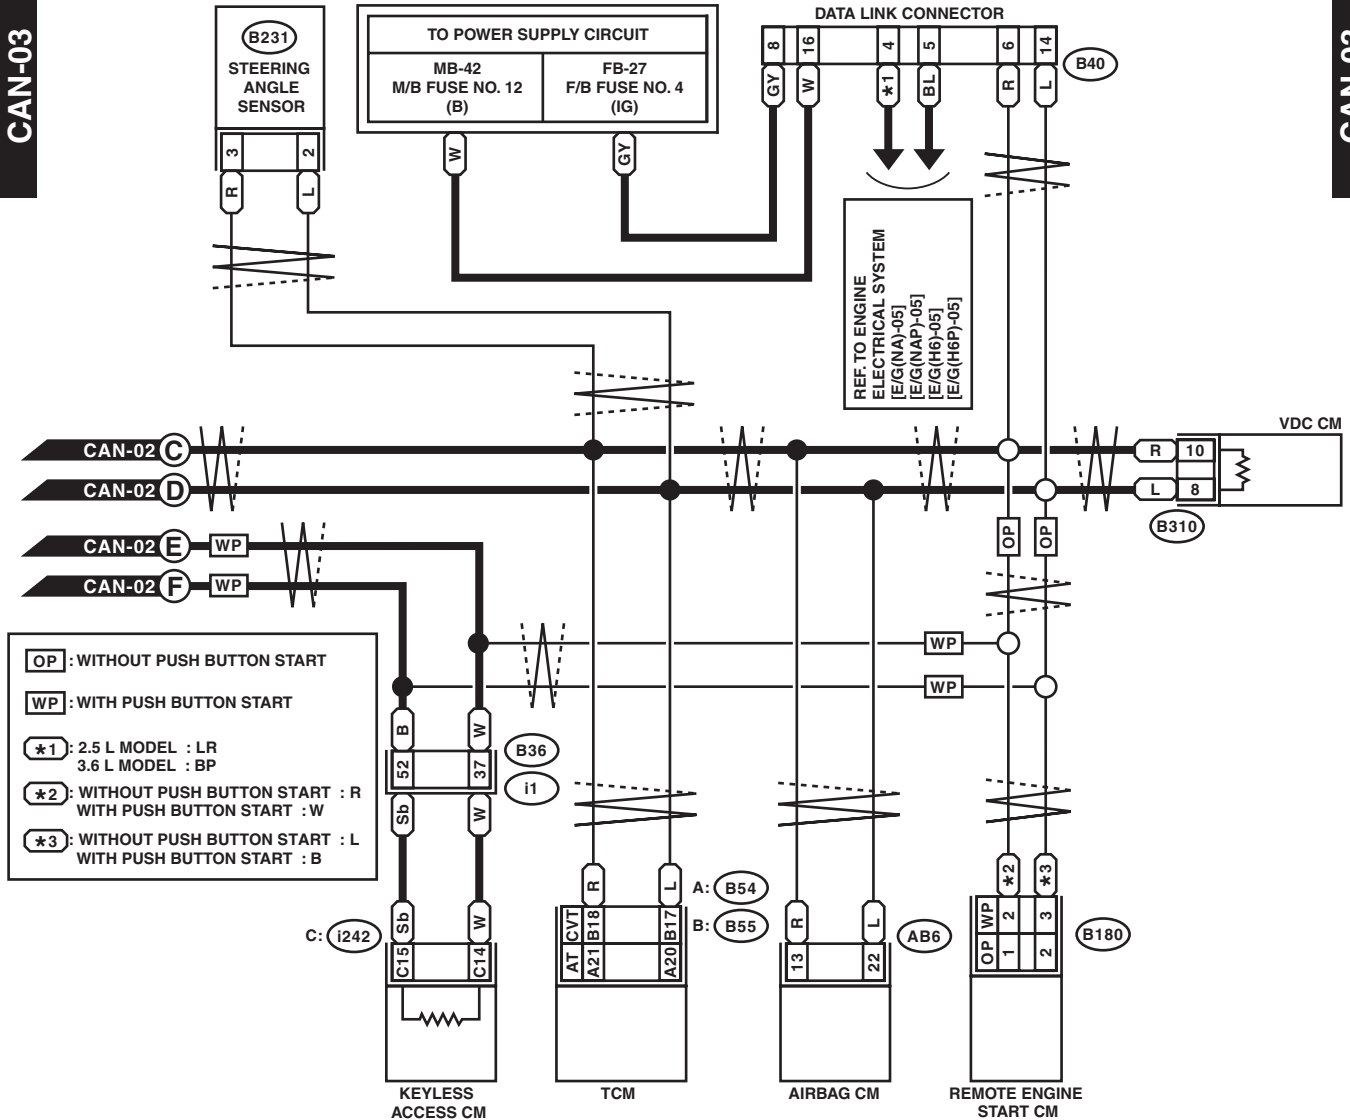 CAN-03
B231
STEERING
ANGLE
SENSOR
3
2
R
L
TO POWER SUPPLY CIRCUIT
MB-42
M/B FUSE NO. 12
(B)
FB-27
F/B FUSE NO. 4
(IG)
W
GY
DATA LINK CONNECTOR
8
16
4
5
6
14
B40
GY
W
*1
BL
R
L
REF. TO ENGINE
ELECTRICAL SYSTEM
[E/G(NA)-05]
[E/G(NAP)-05]
[E/G(H6)-05]
[E/G(H6P)-05]
CAN-02 C
CAN-02 D
CAN-02 E WP
CAN-02 F WP
VDC CM
R 10
L 8
B310
OP
OP
WP
WP
OP : WITHOUT PUSH BUTTON START
WP : WITH PUSH BUTTON START
*1 : 2.5 L MODEL : LR
3.6 L MODEL : BP
*2 : WITHOUT PUSH BUTTON START : R
WITH PUSH BUTTON START : W
*3 : WITHOUT PUSH BUTTON START : L
WITH PUSH BUTTON START : B
B
W
52
37
B36
i1
Sb
W
C: i242
Sb
W
C15
C14
KEYLESS
ACCESS CM
R
L
A: B54
B: B55
CVT B18 B17
AT A21 A20
TCM
R
L
13
22
AB6
AIRBAG CM
*2
*3
WP 2 3
OP 1 2
B180
REMOTE ENGINE
START CM